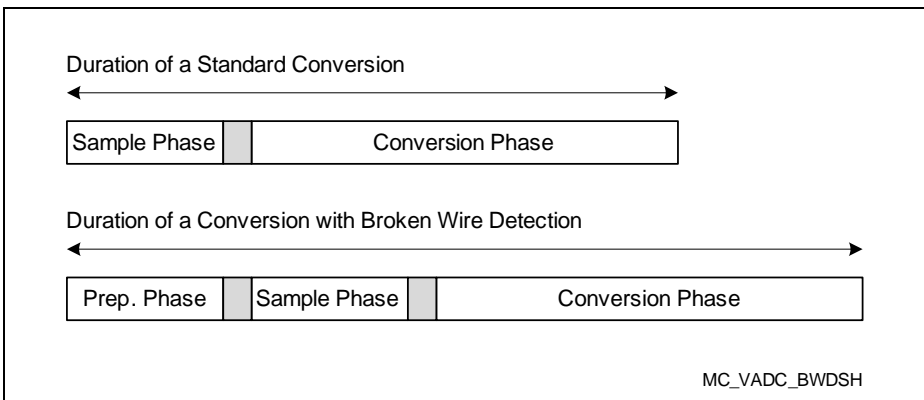 Duration of a Standard Conversion
Sample Phase Conversion Phase
Duration of a Conversion with Broken Wire Detection
Prep. Phase Sample Phase Conversion Phase
MC_VADC_BWDSH